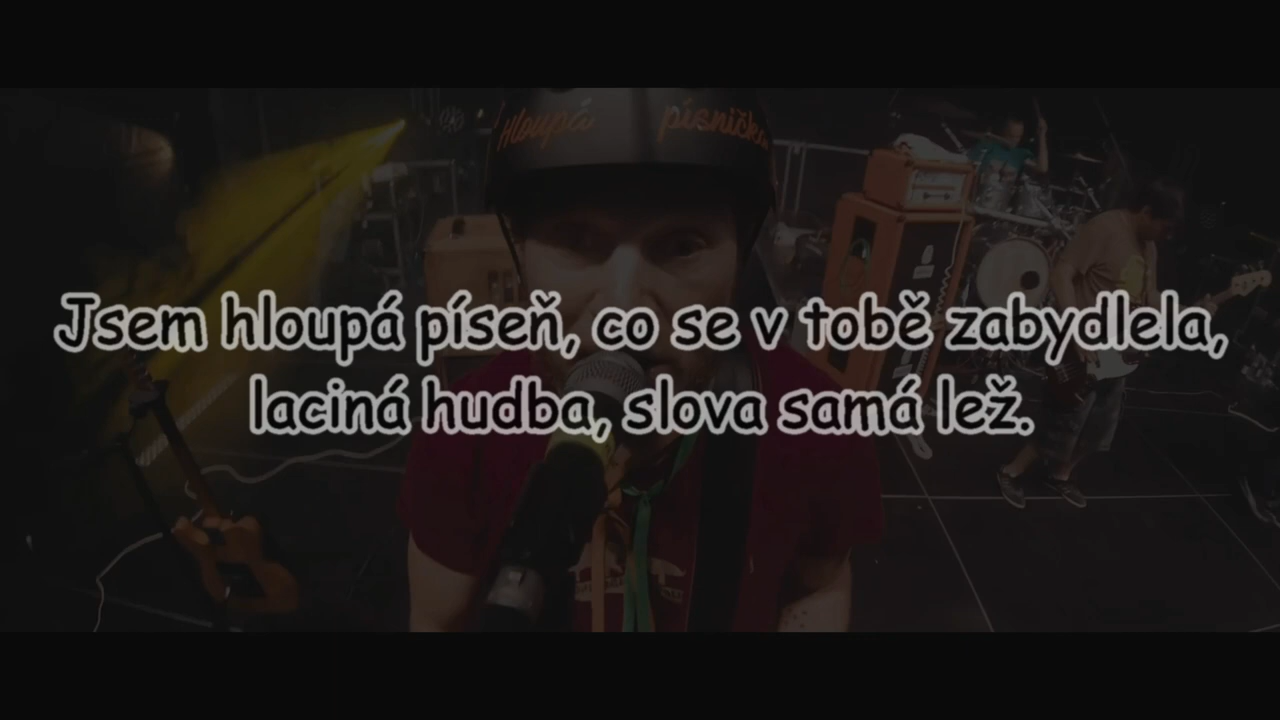 Hloupá písnička
Jsem hloupá píseň, co se v tobě zabydlela,
laciná hudba, slova samá lež.